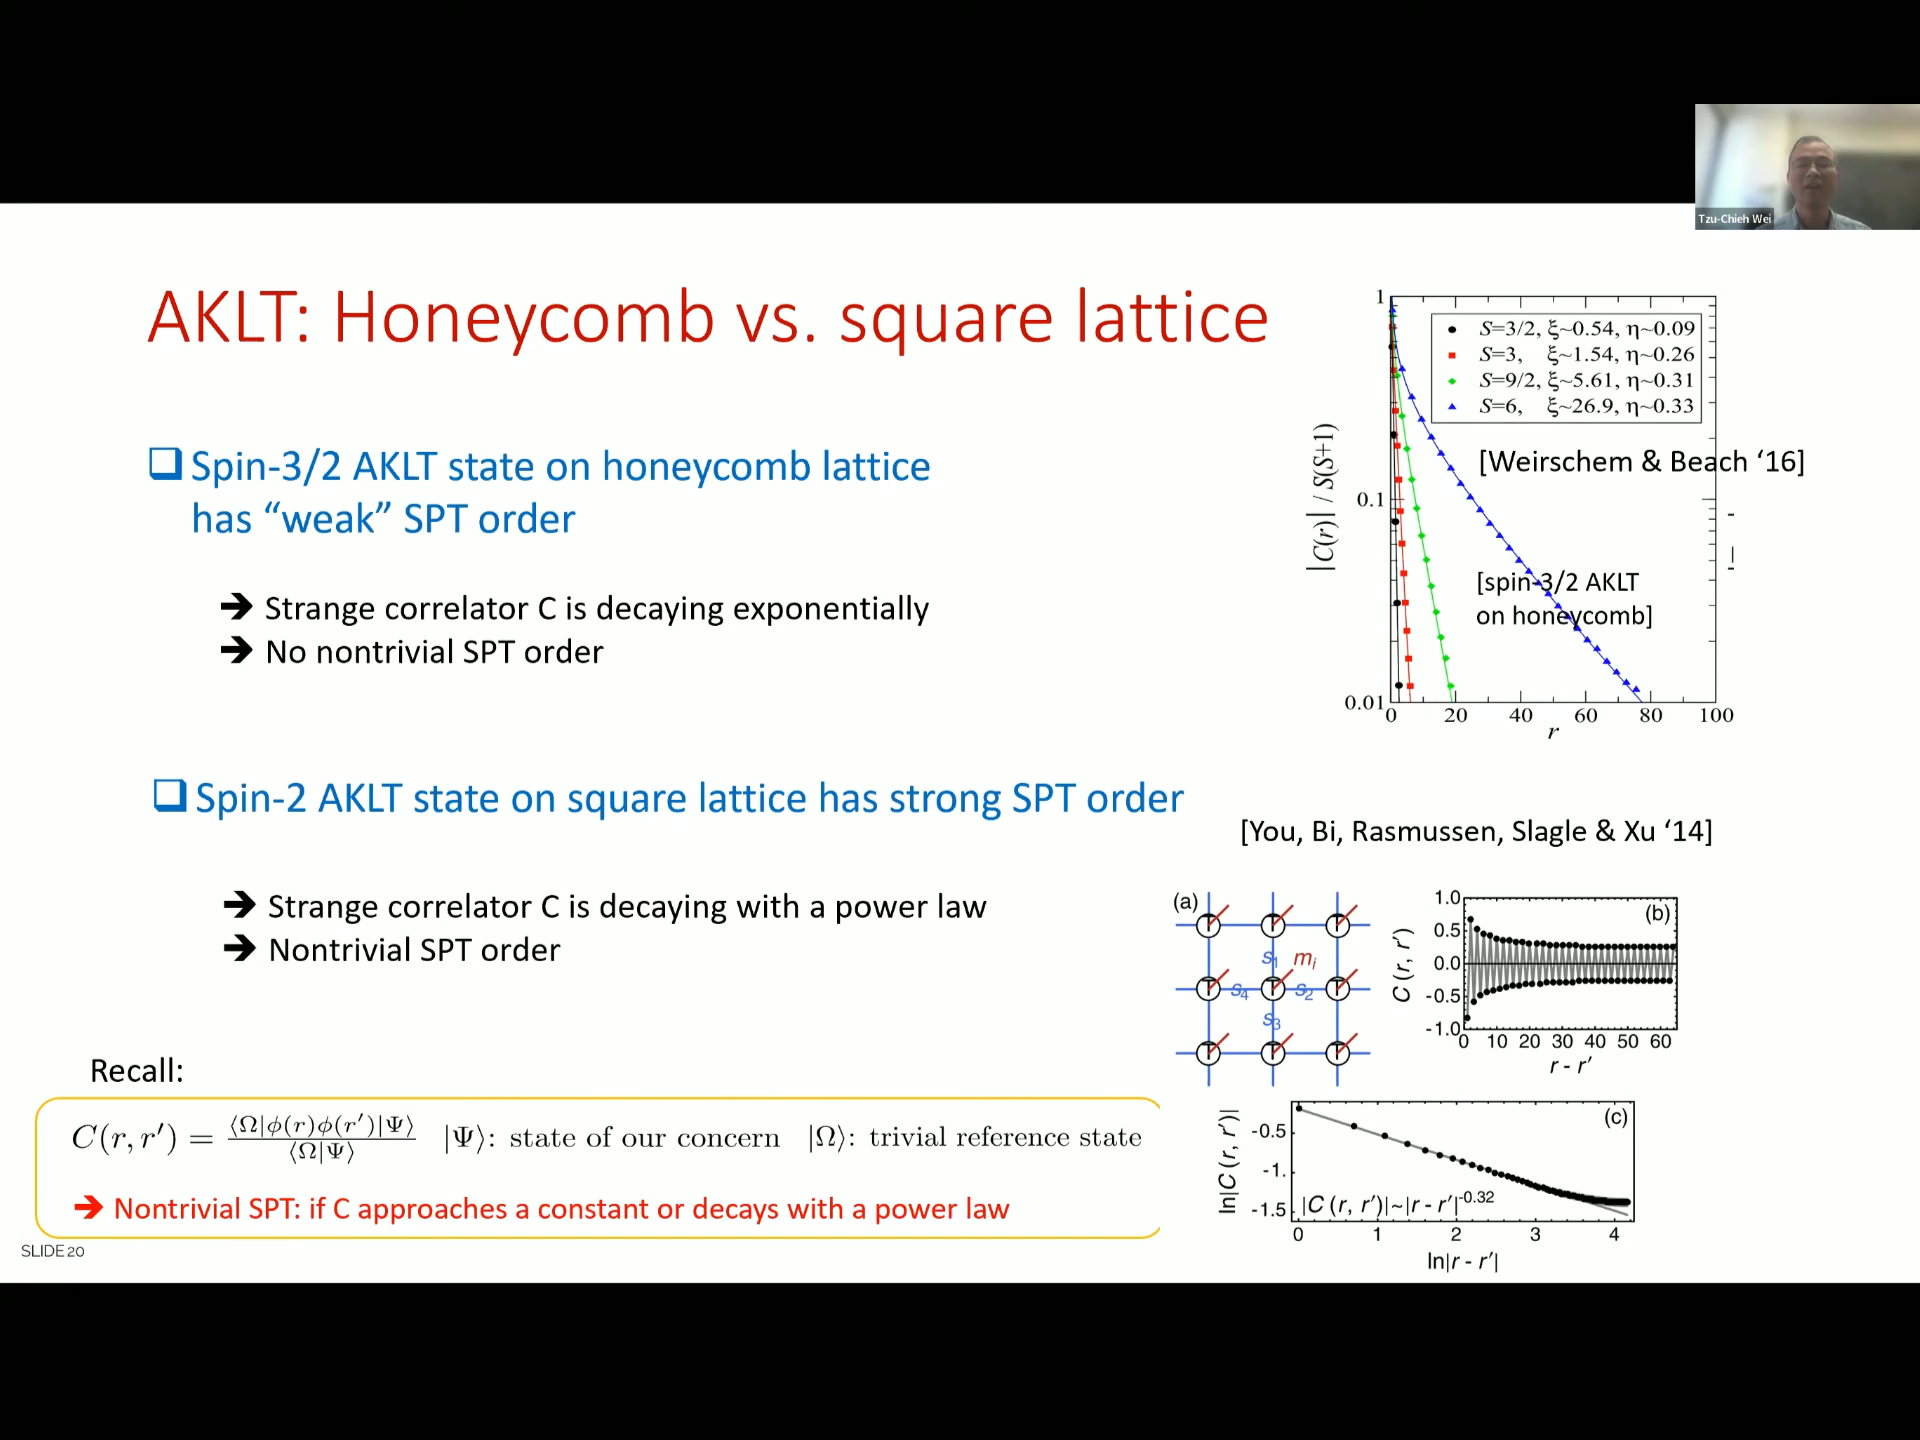 Tzu-Chieh Wei
AKLT: Honeycomb vs. square lattice
❑ Spin-3/2 AKLT state on honeycomb lattice
has “weak” SPT order
➔ Strange correlator C is decaying exponentially
➔ No nontrivial SPT order
❑ Spin-2 AKLT state on square lattice has strong SPT order
➔ Strange correlator C is decaying with a power law
➔ Nontrivial SPT order
Recall:
C(r, r′) = ⟨Ω|ϕ(r)ϕ(r′)|Ψ⟩ / ⟨Ω|Ψ⟩ |Ψ⟩: state of our concern |Ω⟩: trivial reference state
➔ Nontrivial SPT: if C approaches a constant or decays with a power law
SLIDE 20
|C(r)| / S(S+1)
1
0.1
0.01
S=3/2, ξ~0.54, η~0.09
S=3, ξ~1.54, η~0.26
S=9/2, ξ~5.61, η~0.31
S=6, ξ~26.9, η~0.33
[Weirschem & Beach ‘16]
[spin-3/2 AKLT
on honeycomb]
0 20 40 60 80 100
r
[You, Bi, Rasmussen, Slagle & Xu ‘14]
(a)
s1 mi
s4 s2
s3
T T T
T T T
T T T
(b)
C (r, r′)
1.0
0.5
0.0
-0.5
-1.0
0 10 20 30 40 50 60
r - r′
(c)
ln|C (r, r′)|
-0.5
-1.
-1.5
|C (r, r′)|~|r - r′|^-0.32
0 1 2 3 4
ln|r - r′|